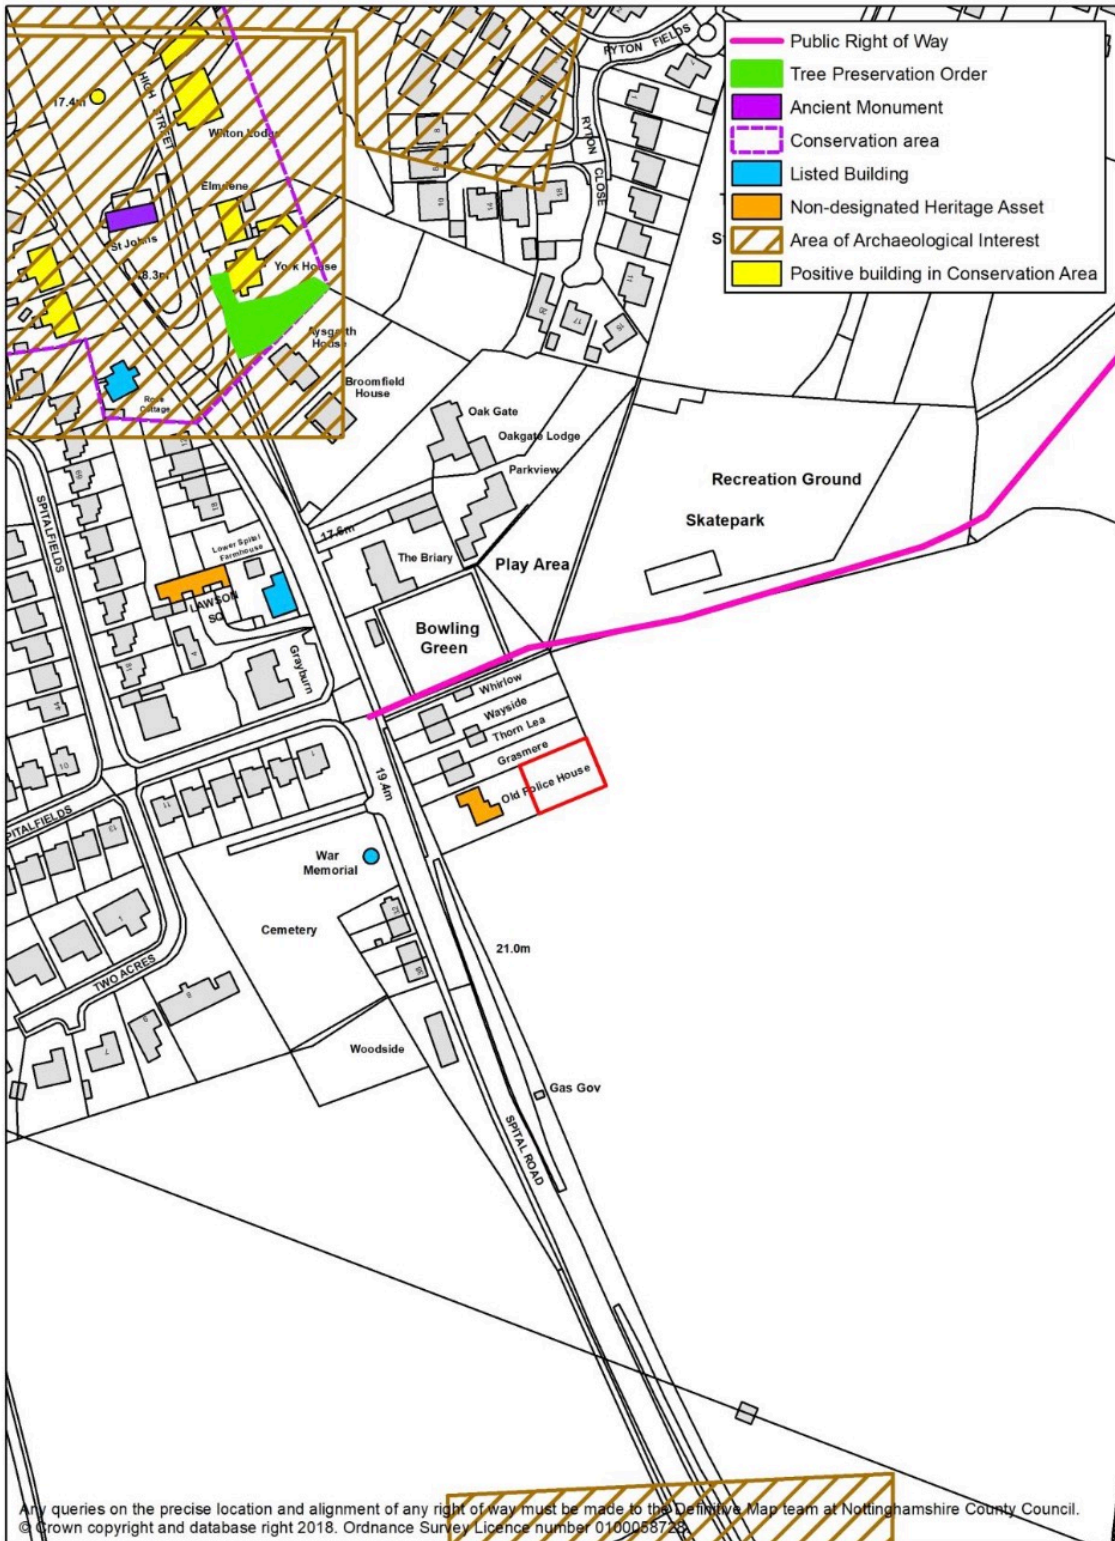 Public Right of Way
Tree Preservation Order
Ancient Monument
Conservation area
Listed Building
Non-designated Heritage Asset
Area of Archaeological Interest
Positive building in Conservation Area
RYTON FIELDS
RYTON CLOSE
HIGH STREET
17.4m
Wilton Lodge
Elmdene
St Johns
18.3m
York House
Aysgarth
House
Broomfield
House
Rose
Cottage
Oak Gate
Oakgate Lodge
Parkview
Recreation Ground
Skatepark
SPITALFIELDS
17.6m
Lower Spital
Farmhouse
The Briary
Play Area
LAWSON
SQ
Bowling
Green
Grayburn
Whirlow
Wayside
Thorn Lea
Grasmere
Old Police House
19.4m
PITALFIELDS
War
Memorial
Cemetery
21.0m
TWO ACRES
Woodside
Gas Gov
SPITAL ROAD
Any queries on the precise location and alignment of any right of way must be made to the Definitive Map team at Nottinghamshire County Council.
© Crown copyright and database right 2018. Ordnance Survey Licence number 0100058728.